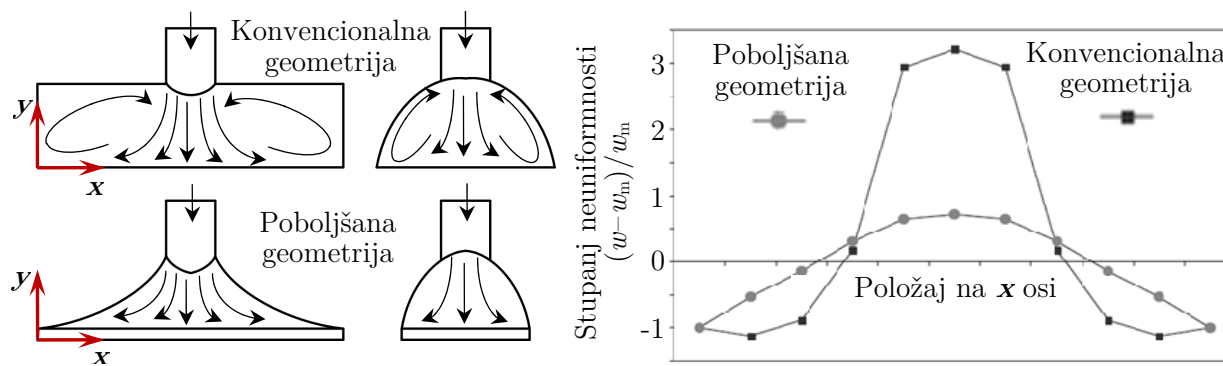 Konvencionalna
geometrija
y
x
Poboljšana
geometrija
y
x
Stupanj neuniformnosti
(w−wm)/wm
3
2
1
0
-1
Poboljšana
geometrija
Konvencionalna
geometrija
Položaj na x osi